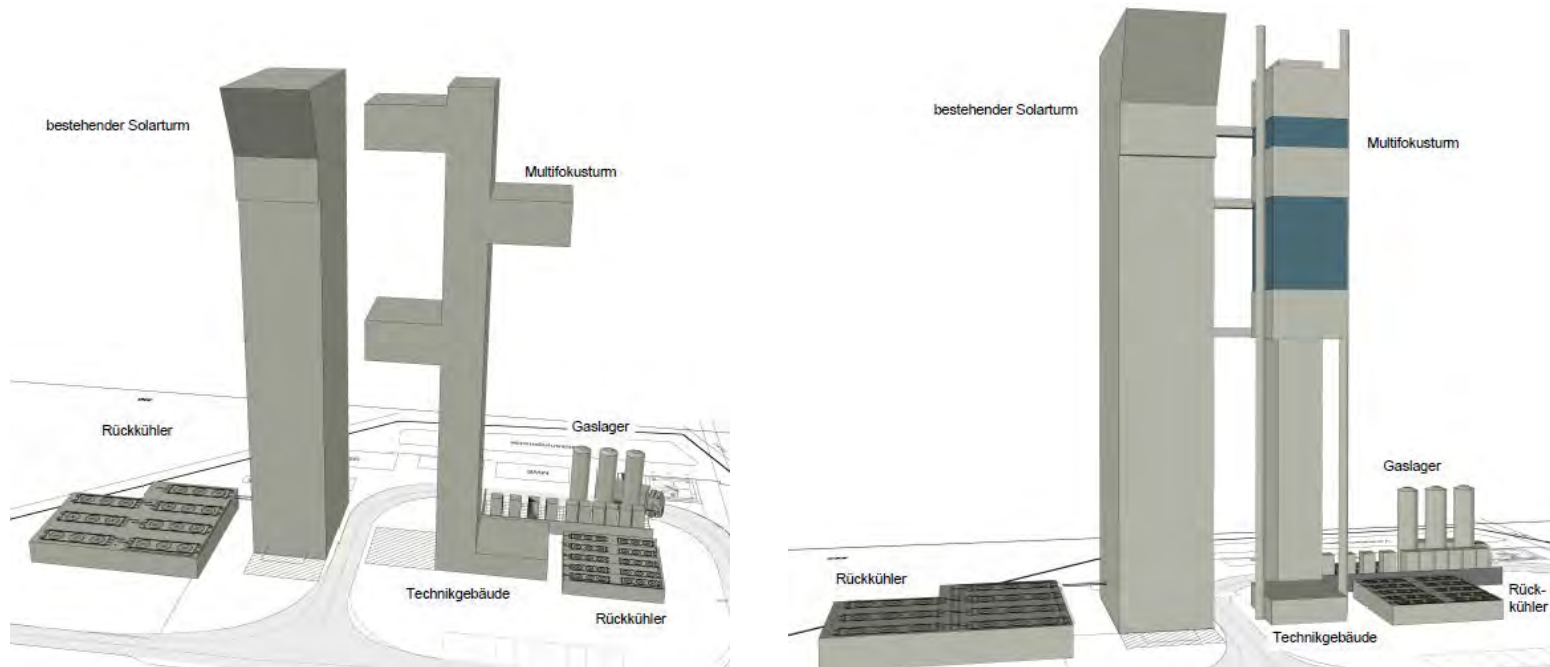 bestehender Solarturm
Multifokusturm
Rückkühler
Gaslager
Technikgebäude
Rückkühler
bestehender Solarturm
Multifokusturm
Gaslager
Rückkühler
Rück-
kühler
Technikgebäude